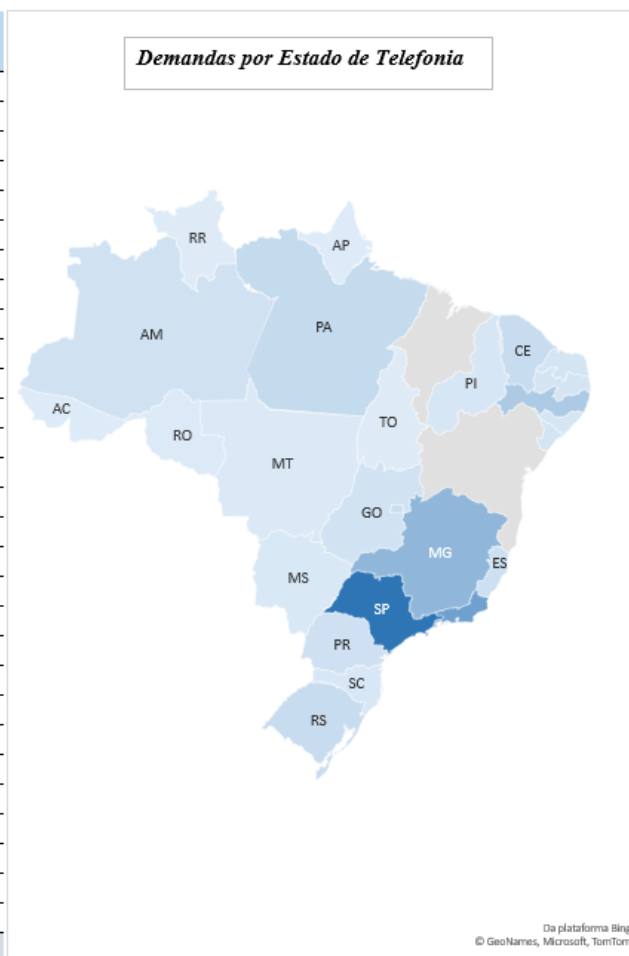 Demandas por Estado de Telefonia
RR
AP
AM
PA
CE
PI
AC
RO
TO
MT
GO
MG
ES
MS
SP
PR
SC
RS
Da plataforma Bing
© GeoNames, Microsoft, TomTom